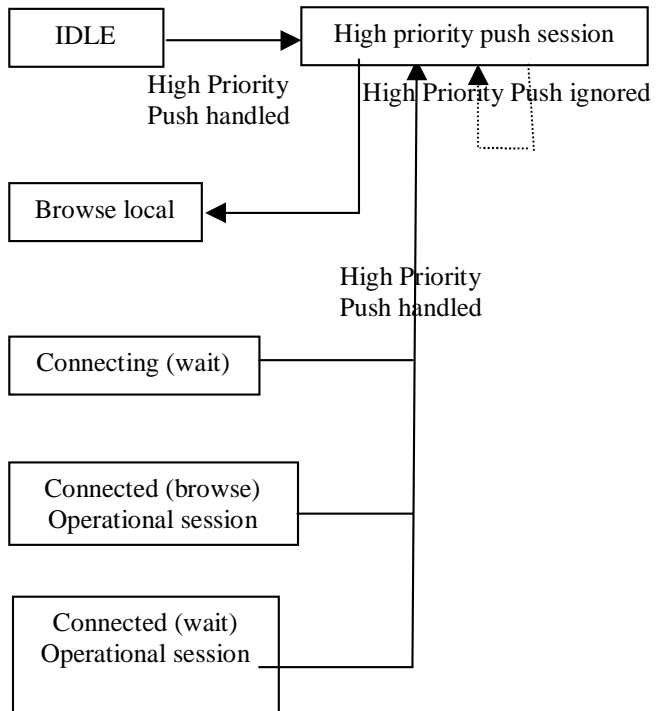 IDLE
High priority push session
High Priority
Push handled
High Priority Push ignored
Browse local
High Priority
Push handled
Connecting (wait)
Connected (browse)
Operational session
Connected (wait)
Operational session